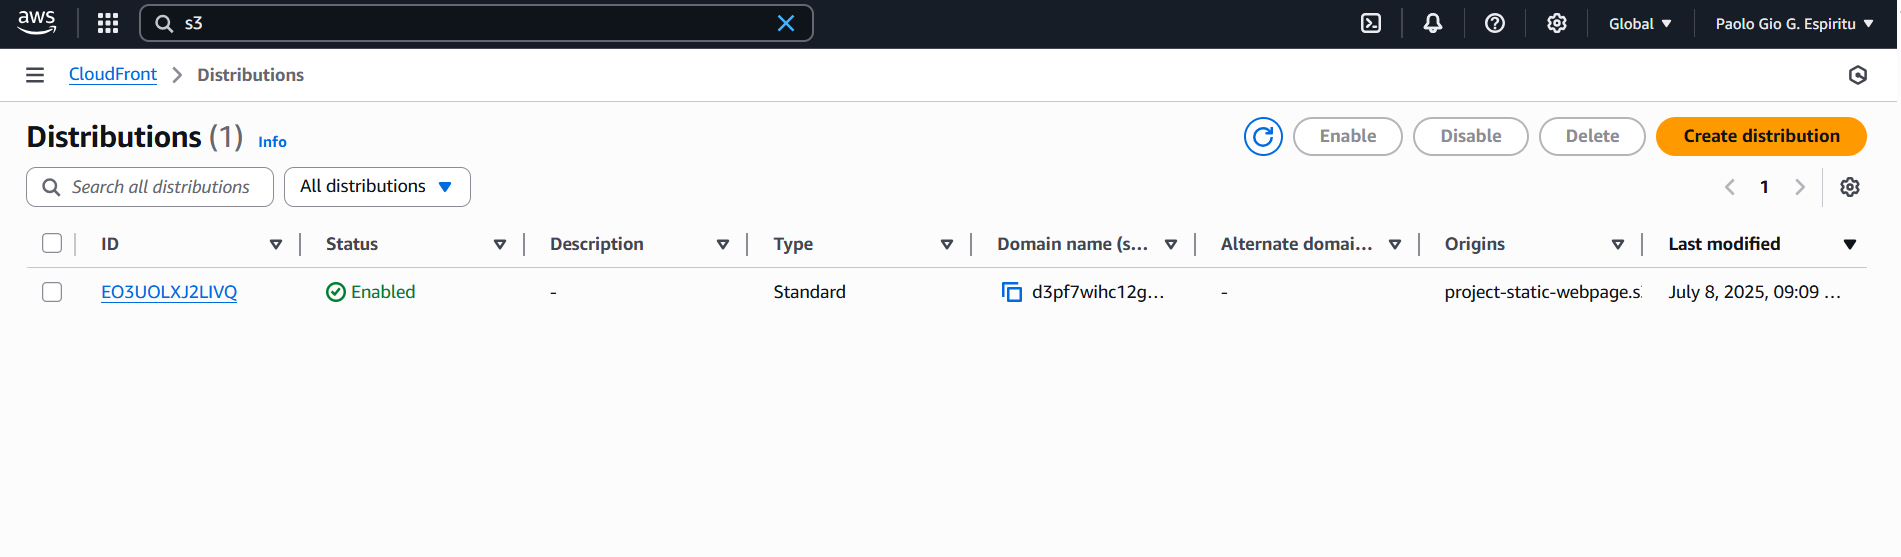 aws
s3
Global
Paolo Gio G. Espiritu
CloudFront
Distributions
Distributions (1) Info
Enable
Disable
Delete
Create distribution
Search all distributions
All distributions
1
ID
Status
Description
Type
Domain name (s...
Alternate domai...
Origins
Last modified
EO3UOLXJ2LIVQ
Enabled
-
Standard
d3pf7wihc12g...
-
project-static-webpage.s
July 8, 2025, 09:09 ...